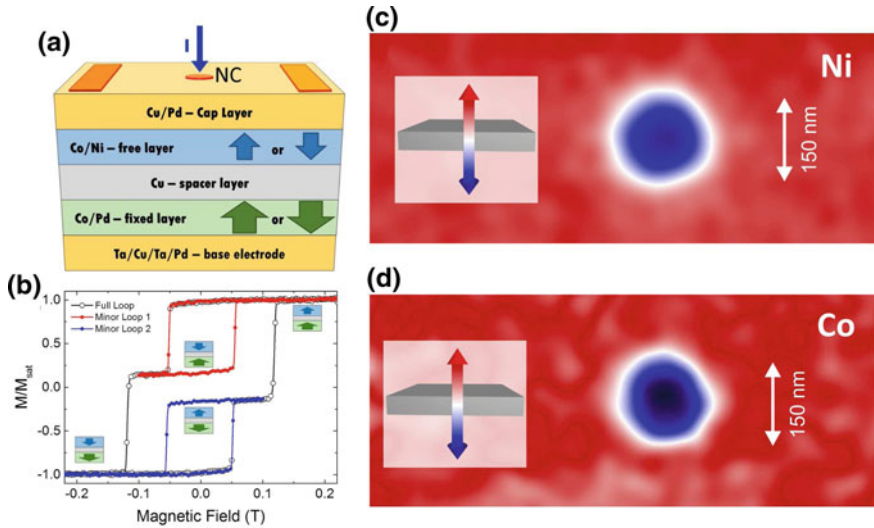 (a)
I
NC
Cu/Pd – Cap Layer
Co/Ni – free layer
or
Cu – spacer layer
Co/Pd – fixed layer
or
Ta/Cu/Ta/Pd – base electrode
(b)
1.0
0.5
0.0
-0.5
-1.0
M/Msat
Full Loop
Minor Loop 1
Minor Loop 2
-0.2 -0.1 0.0 0.1 0.2
Magnetic Field (T)
(c)
Ni
150 nm
(d)
Co
150 nm